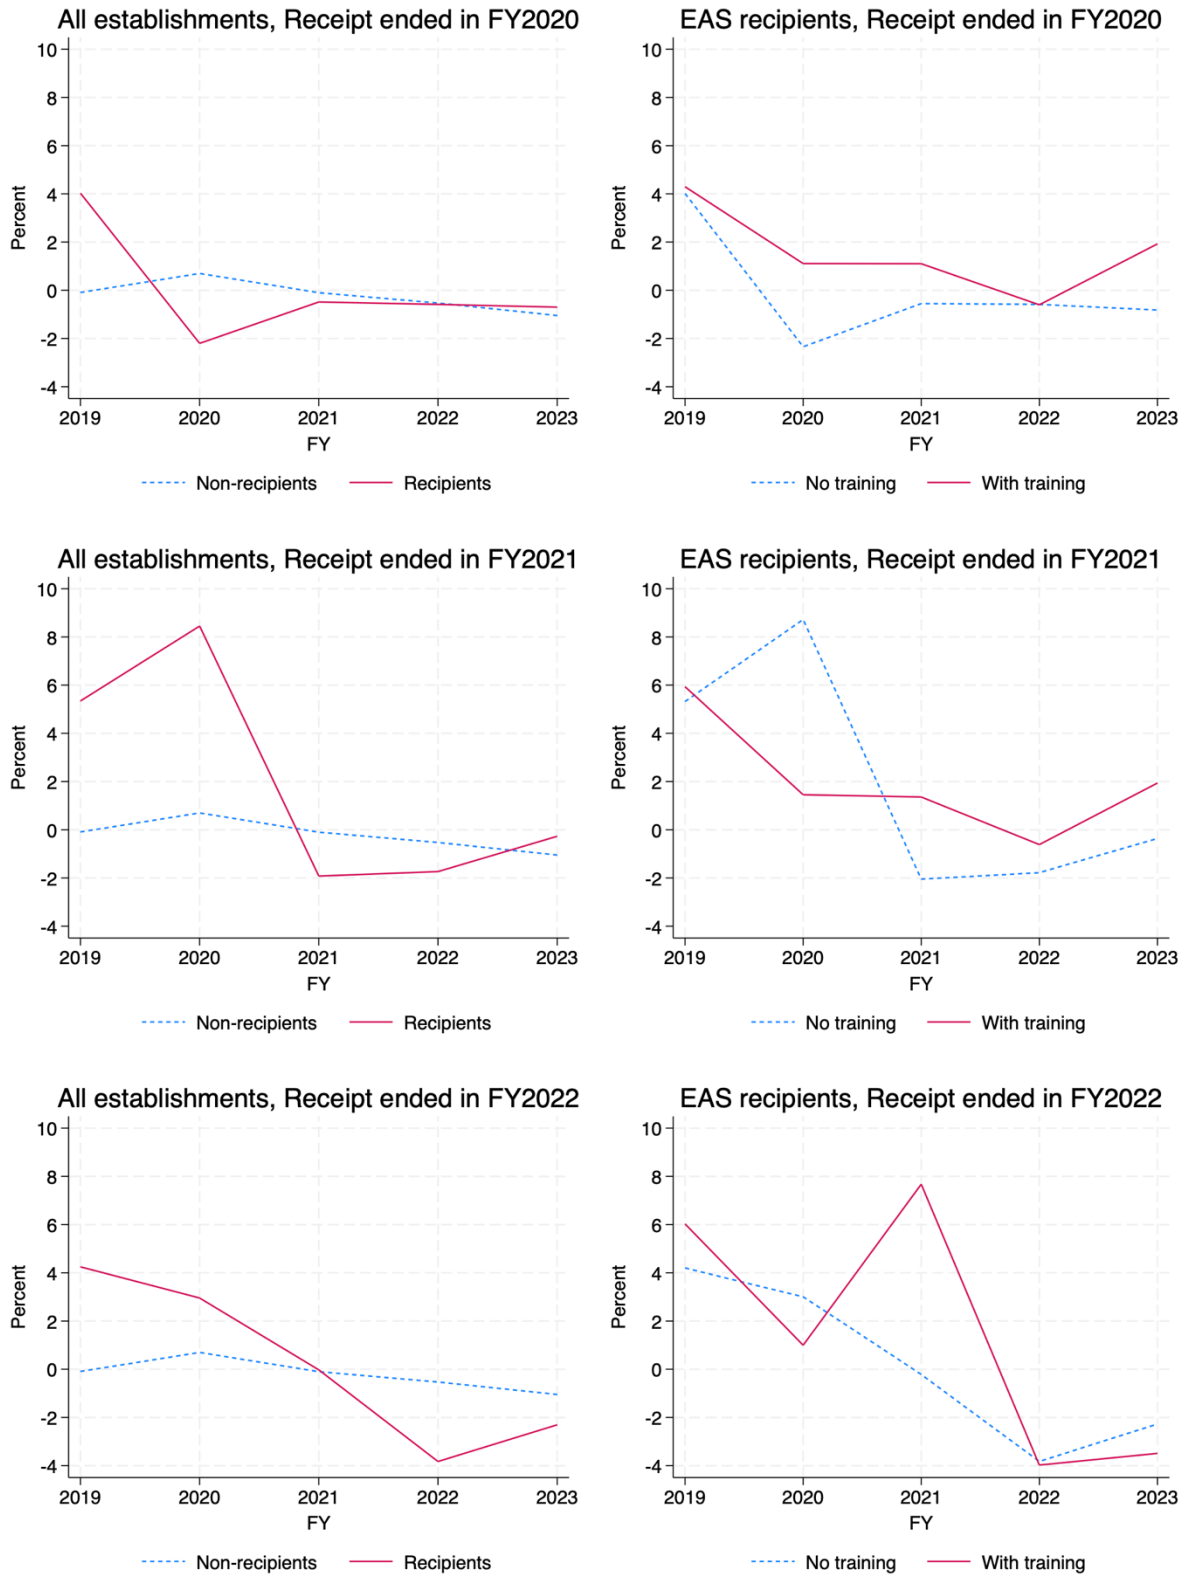 All establishments, Receipt ended in FY2020
10
8
6
4
2
0
-2
-4
Percent
2019 2020 2021 2022 2023
FY
Non-recipients Recipients
EAS recipients, Receipt ended in FY2020
10
8
6
4
2
0
-2
-4
Percent
2019 2020 2021 2022 2023
FY
No training With training
All establishments, Receipt ended in FY2021
10
8
6
4
2
0
-2
-4
Percent
2019 2020 2021 2022 2023
FY
Non-recipients Recipients
EAS recipients, Receipt ended in FY2021
10
8
6
4
2
0
-2
-4
Percent
2019 2020 2021 2022 2023
FY
No training With training
All establishments, Receipt ended in FY2022
10
8
6
4
2
0
-2
-4
Percent
2019 2020 2021 2022 2023
FY
Non-recipients Recipients
EAS recipients, Receipt ended in FY2022
10
8
6
4
2
0
-2
-4
Percent
2019 2020 2021 2022 2023
FY
No training With training